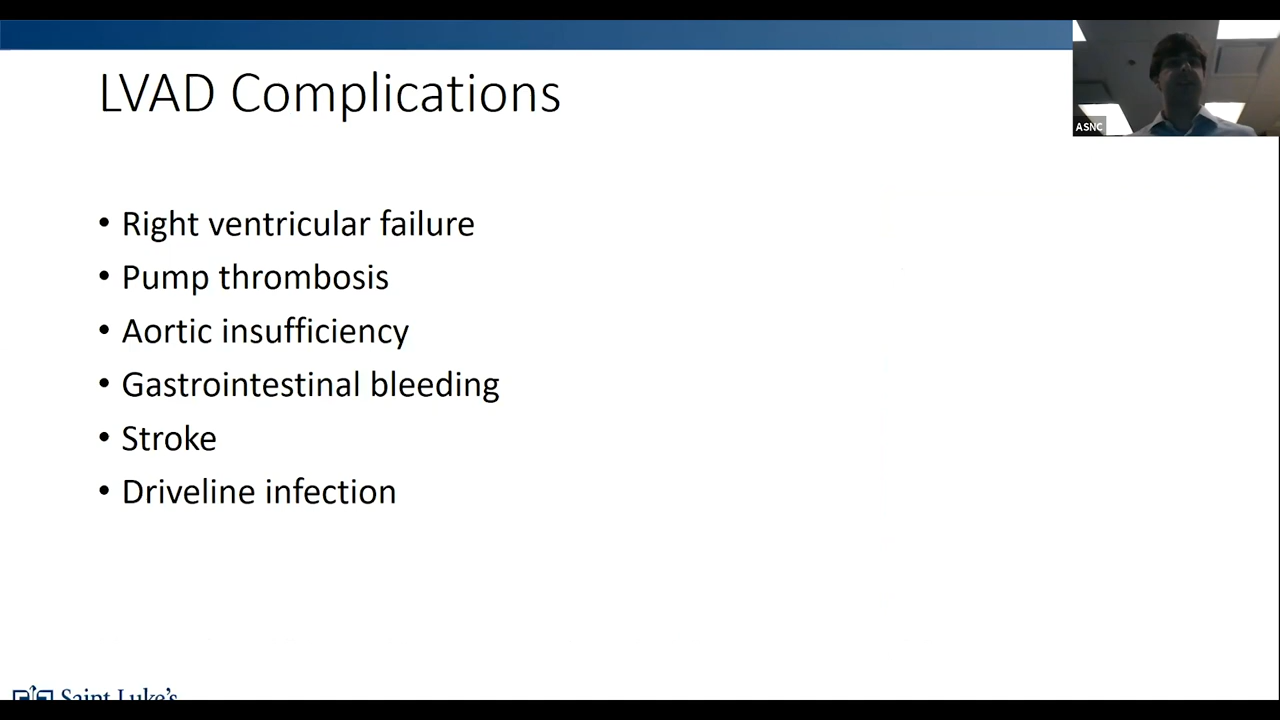 LVAD Complications
ASNC
• Right ventricular failure
• Pump thrombosis
• Aortic insufficiency
• Gastrointestinal bleeding
• Stroke
• Driveline infection
Saint Luke's